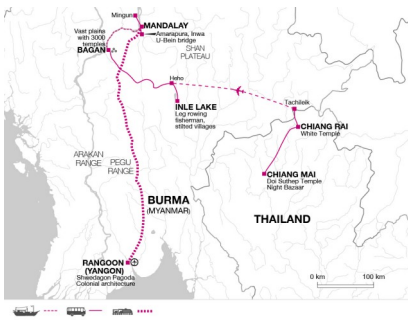 Mingun
MANDALAY
Amarapura, Inwa
U-Bein bridge
Vast plains
with 3000
temples
BAGAN
SHAN
PLATEAU
Heho
INLE LAKE
Leg rowing
fisherman,
stilted villages
Tachileik
CHIANG RAI
White Temple
CHIANG MAI
Doi Suthep Temple
Night Bazaar
ARAKAN
RANGE
PEGU
RANGE
BURMA
(MYANMAR)
THAILAND
RANGOON
(YANGON)
Shwedagon Pagoda
Colonial architecture
0 km 100 km